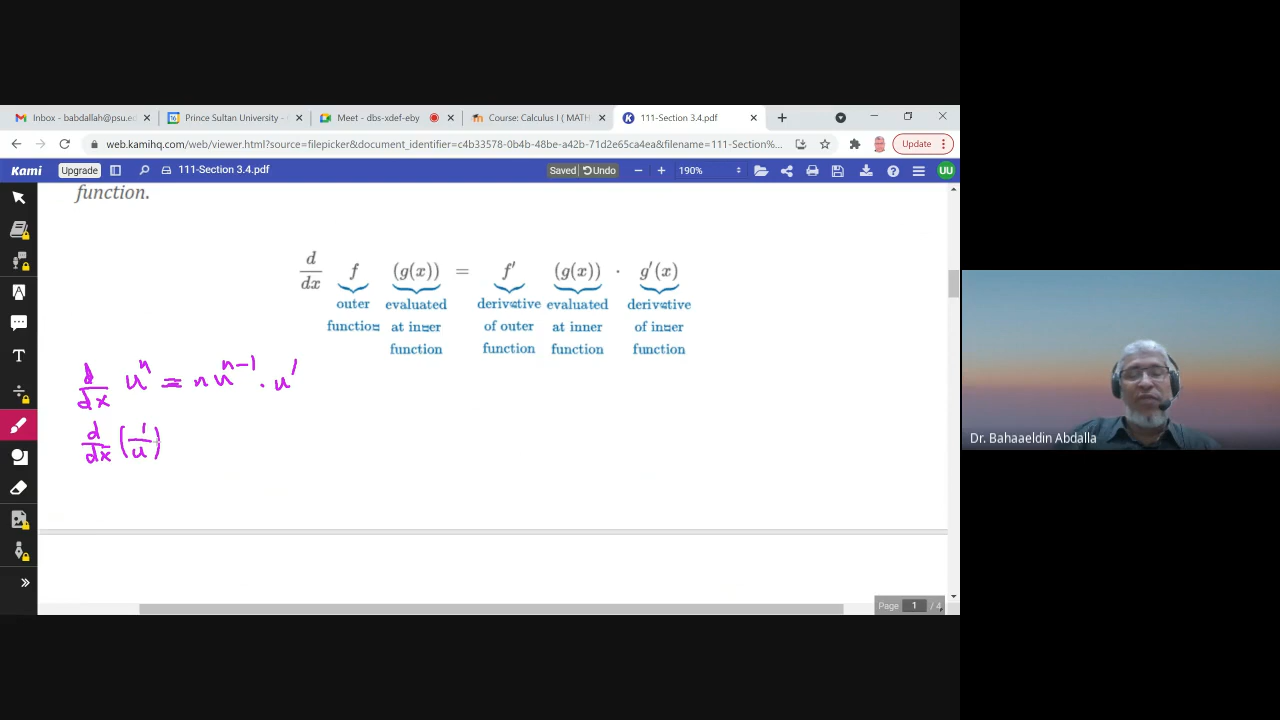 Inbox - babdallah@psu.e
Prince Sultan University -
Meet - dbs-xdef-eby
Course: Calculus I ( MATH
111-Section 3.4.pdf
web.kamihq.com/web/viewer.html?source=filepicker&document_identifier=c4b33578-0b4b-48be-a42b-71d2e65ca4ea&filename=111-Section%...
Update
Kami
Upgrade
111-Section 3.4.pdf
Saved
Undo
190%
UU
function.
d/dx f (g(x)) = f′ (g(x)) · g′(x)
outer evaluated derivative evaluated derivative
function at inner of outer at inner of inner
function function function function
d/dx u^n = n u^(n-1) · u′
d/dx (1/u)
Dr. Bahaaeldin Abdalla
Page 1 / 4